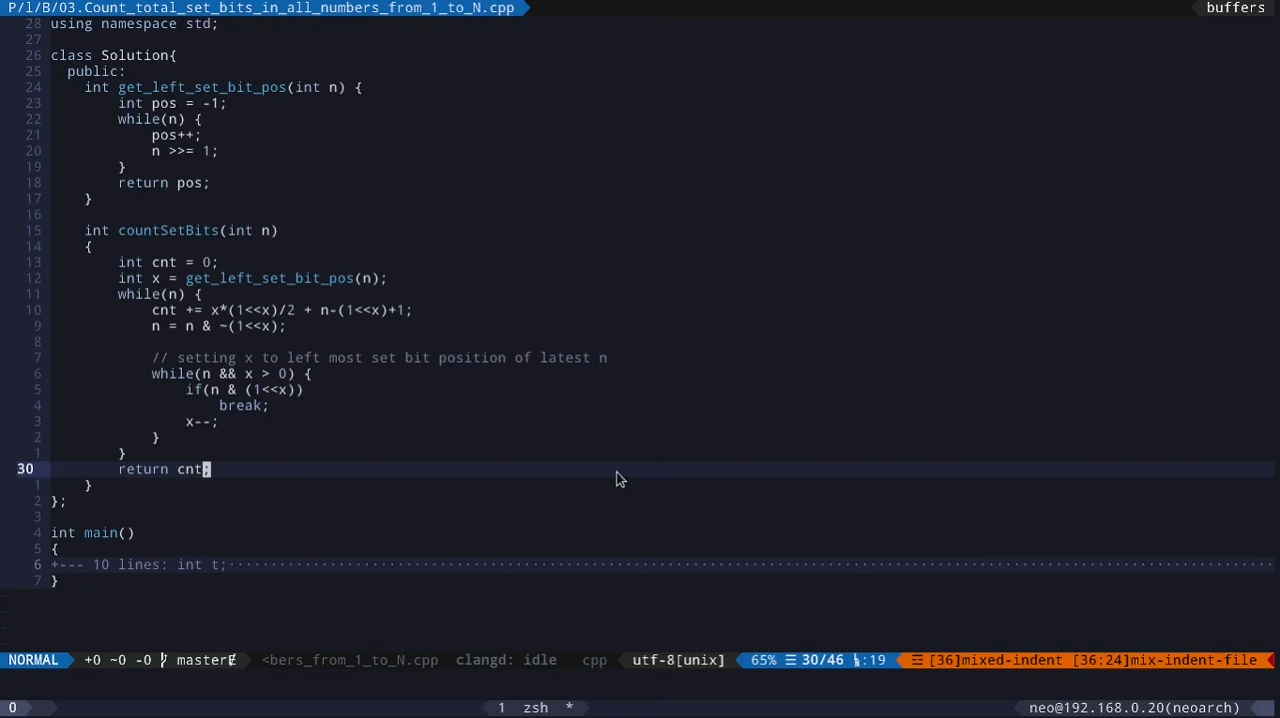 P/l/B/03.Count_total_set_bits_in_all_numbers_from_1_to_N.cpp buffers
28 using namespace std;
27
26 class Solution{
25   public:
24     int get_left_set_bit_pos(int n) {
23         int pos = -1;
22         while(n) {
21             pos++;
20             n >>= 1;
19         }
18         return pos;
17     }
16
15     int countSetBits(int n)
14     {
13         int cnt = 0;
12         int x = get_left_set_bit_pos(n);
11         while(n) {
10             cnt += x*(1<<x)/2 + n-(1<<x)+1;
9             n = n & ~(1<<x);
8
7             // setting x to left most set bit position of latest n
6             while(n && x > 0) {
5                 if(n & (1<<x))
4                     break;
3                 x--;
2             }
1         }
30         return cnt;
1     }
2 };
3
4 int main()
5 {
6 +--- 10 lines: int t;··············································································
7 }
~
~
~
NORMAL +0 ~0 -0 masterɆ <bers_from_1_to_N.cpp clangd: idle cpp utf-8[unix] 65% ☰ 30/46 :19 ☲ [36]mixed-indent [36:24]mix-indent-file
0 1 zsh * neo@192.168.0.20(neoarch)